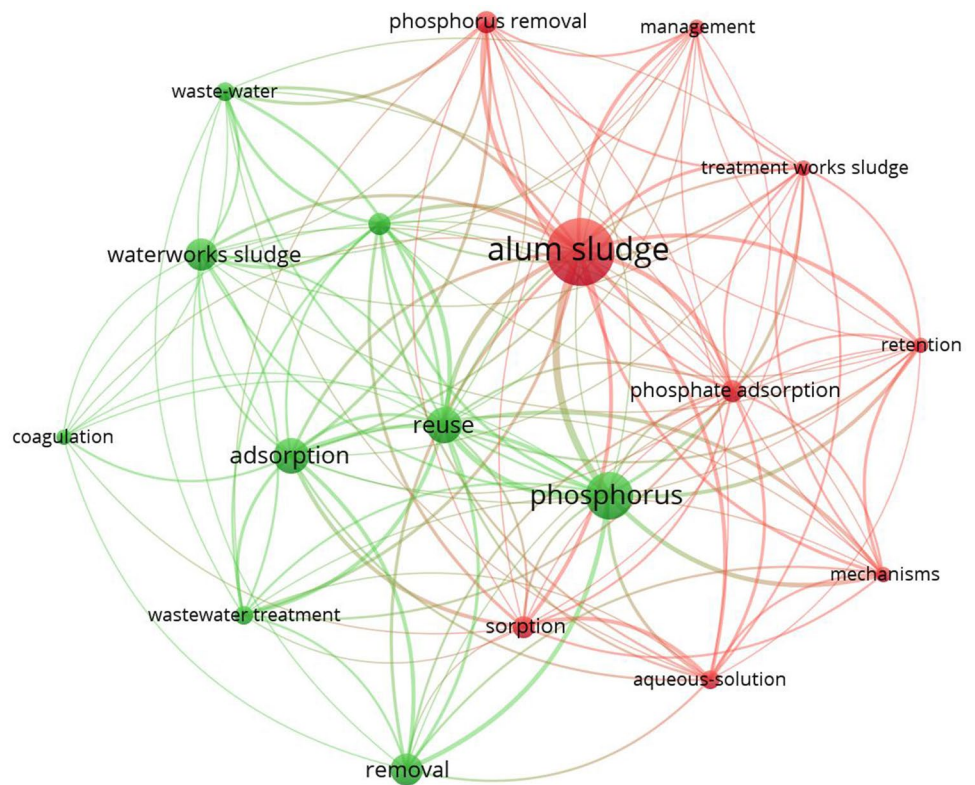 phosphorus removal
management
waste-water
treatment works sludge
waterworks sludge
alum sludge
retention
phosphate adsorption
reuse
coagulation
adsorption
phosphorus
mechanisms
wastewater treatment
sorption
aqueous-solution
removal